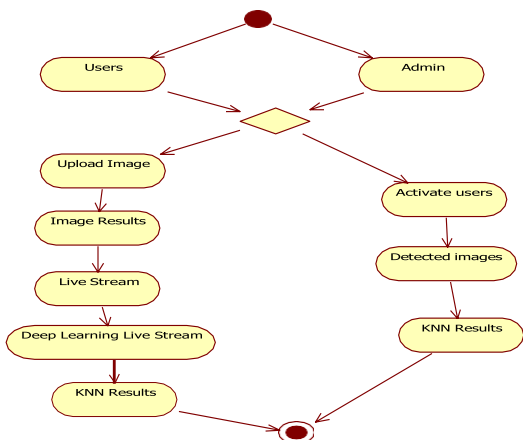 Users
Admin
Upload Image
Activate users
Image Results
Detected images
Live Stream
KNN Results
Deep Learning Live Stream
KNN Results